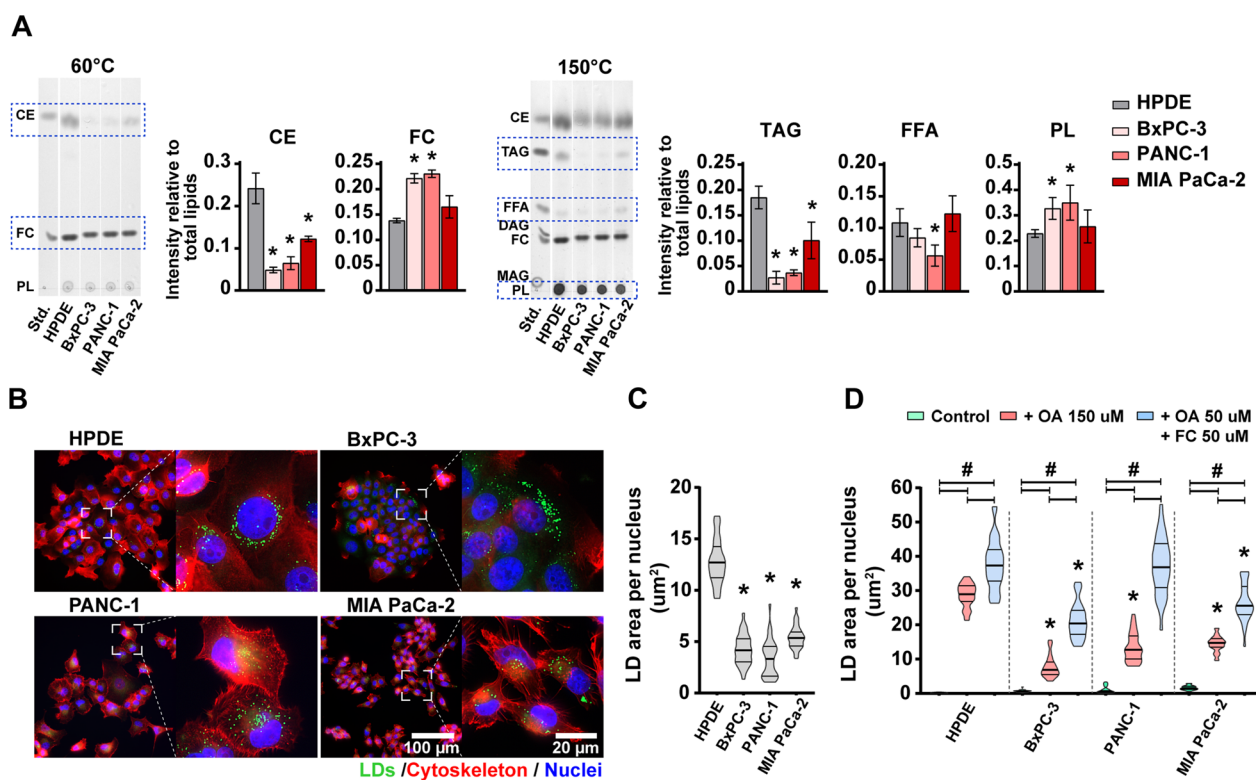 A
60°C
CE
FC
PL
Std.
HPDE
BxPC-3
PANC-1
MIA PaCa-2
Intensity relative to
total lipids
CE
0.3
0.2
0.1
0
*
*
*
FC
0.25
0.20
0.15
0.10
0.05
0
* *
150°C
CE
TAG
FFA
DAG
FC
MAG
PL
Std.
HPDE
BxPC-3
PANC-1
MIA PaCa-2
Intensity relative to
total lipids
TAG
0.25
0.20
0.15
0.10
0.05
0
* *
*
FFA
0.20
0.15
0.10
0.05
0
*
PL
0.5
0.4
0.3
0.2
0.1
0
* *
HPDE
BxPC-3
PANC-1
MIA PaCa-2
B
HPDE
BxPC-3
PANC-1
MIA PaCa-2
100 µm
20 µm
LDs /Cytoskeleton / Nuclei
C
LD area per nucleus
(um²)
20
15
10
5
0
* * *
HPDE
BxPC-3
PANC-1
MIA PaCa-2
D
Control
+ OA 150 uM
+ OA 50 uM
+ FC 50 uM
LD area per nucleus
(um²)
60
50
40
30
20
10
0
# # # #
* * * * *
HPDE
BxPC-3
PANC-1
MIA PaCa-2